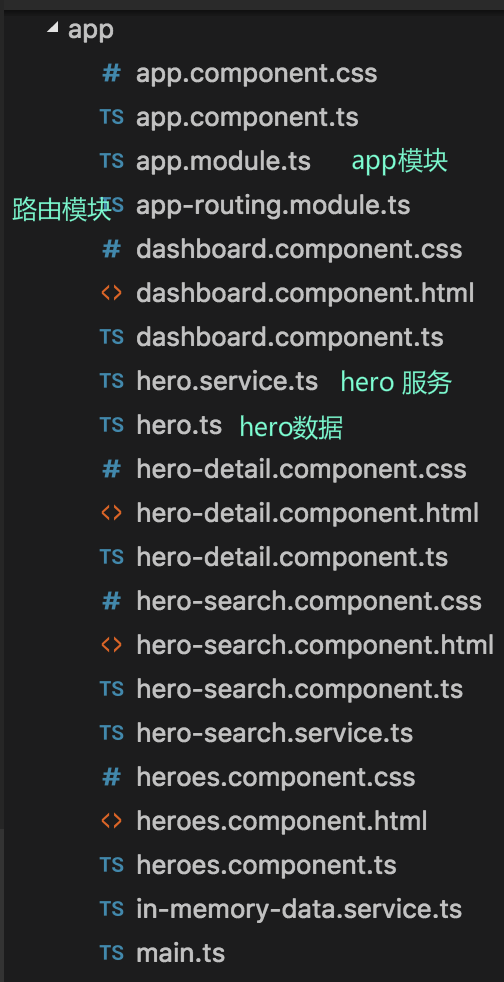 app
# app.component.css
TS app.component.ts
TS app.module.ts app模块
路由模块 TS app-routing.module.ts
# dashboard.component.css
<> dashboard.component.html
TS dashboard.component.ts
TS hero.service.ts hero 服务
TS hero.ts hero数据
# hero-detail.component.css
<> hero-detail.component.html
TS hero-detail.component.ts
# hero-search.component.css
<> hero-search.component.html
TS hero-search.component.ts
TS hero-search.service.ts
# heroes.component.css
<> heroes.component.html
TS heroes.component.ts
TS in-memory-data.service.ts
TS main.ts